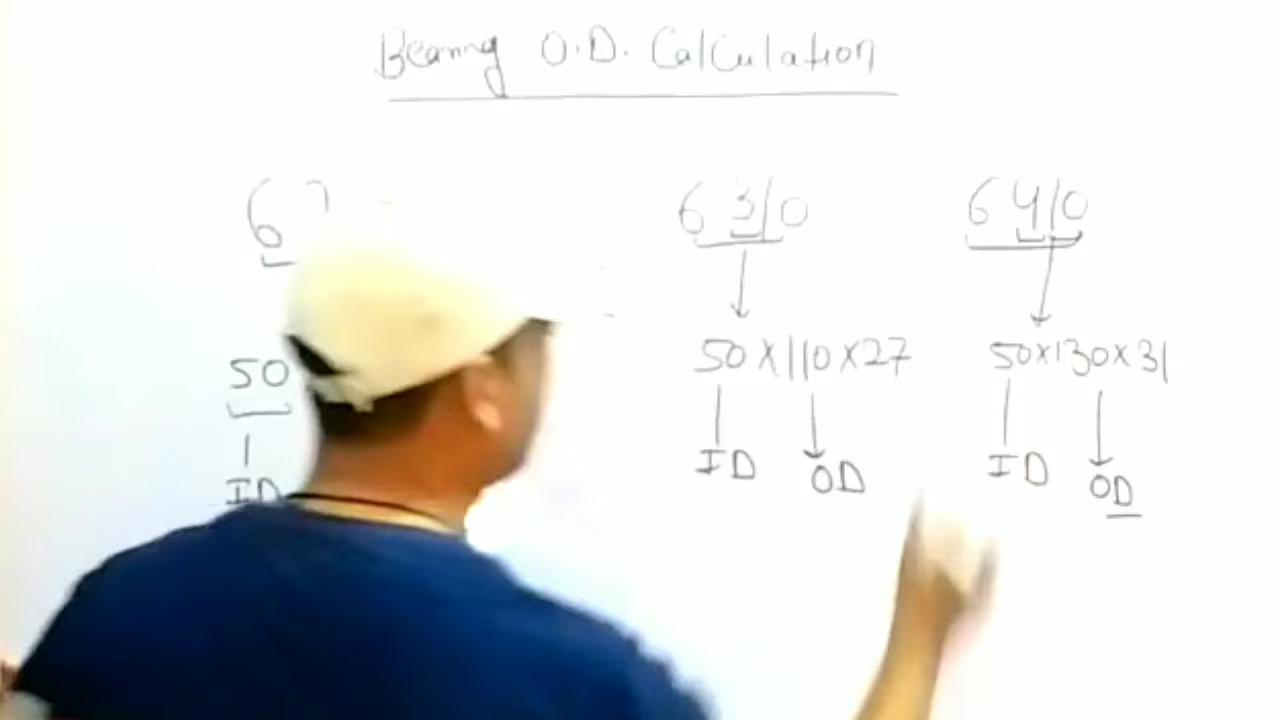 Bearing O.D. Calculation
6310 6410
50 50X110X27 50x130x31
ID ID OD ID OD